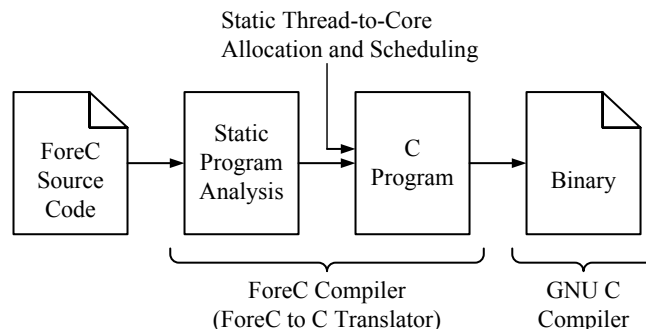 Static Thread-to-Core
Allocation and Scheduling
ForeC
Source
Code
Static
Program
Analysis
C
Program
Binary
ForeC Compiler
(ForeC to C Translator)
GNU C
Compiler